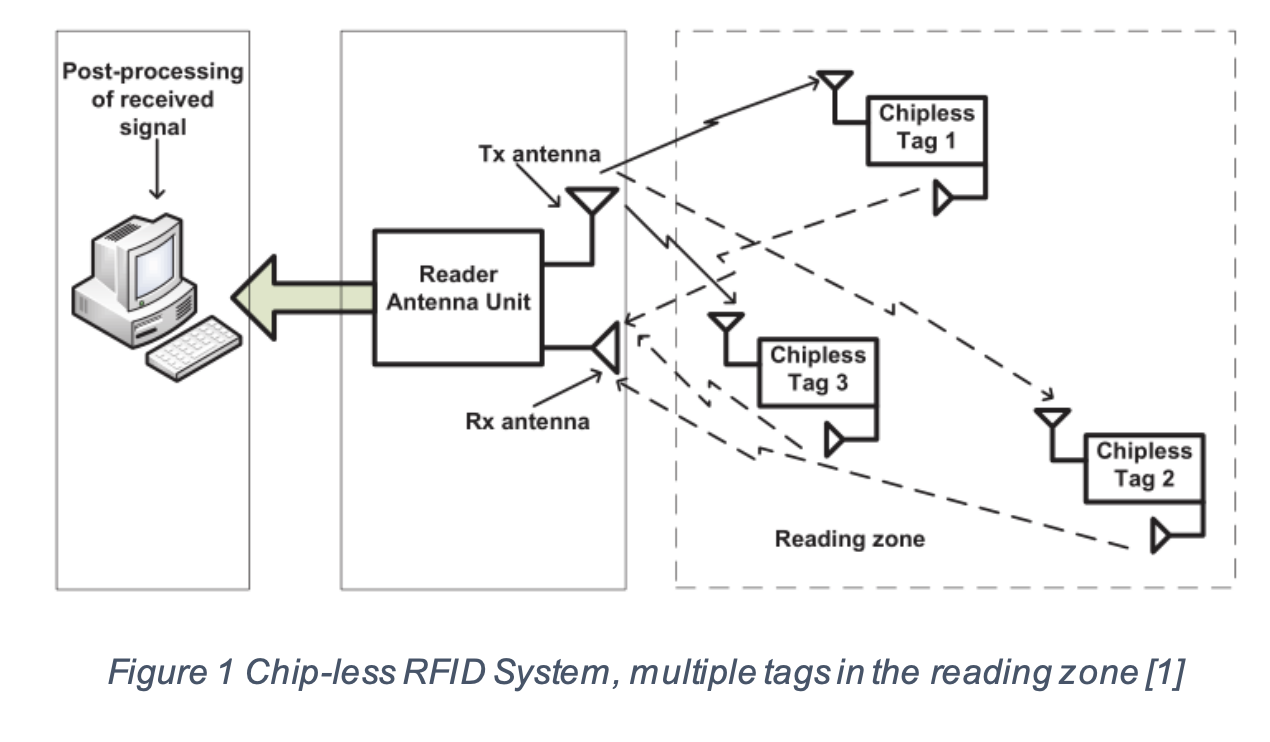 Post-processing
of received
signal
Tx antenna
Reader
Antenna Unit
Rx antenna
Chipless
Tag 1
Chipless
Tag 3
Chipless
Tag 2
Reading zone
Figure 1 Chip-less RFID System, multiple tags in the reading zone [1]